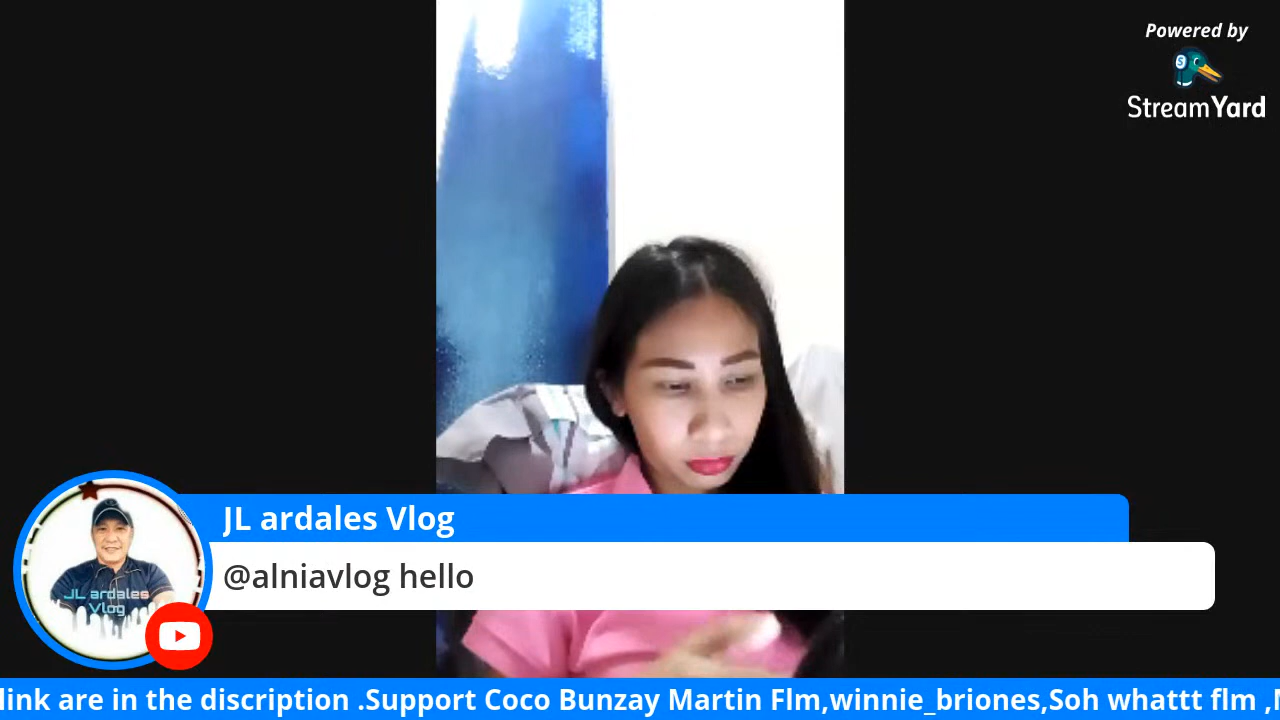 Powered by
StreamYard
JL ardales Vlog
@alniavlog hello
JL ardales
Vlog
link are in the discription .Support Coco Bunzay Martin Flm,winnie_briones,Soh whattt flm ,